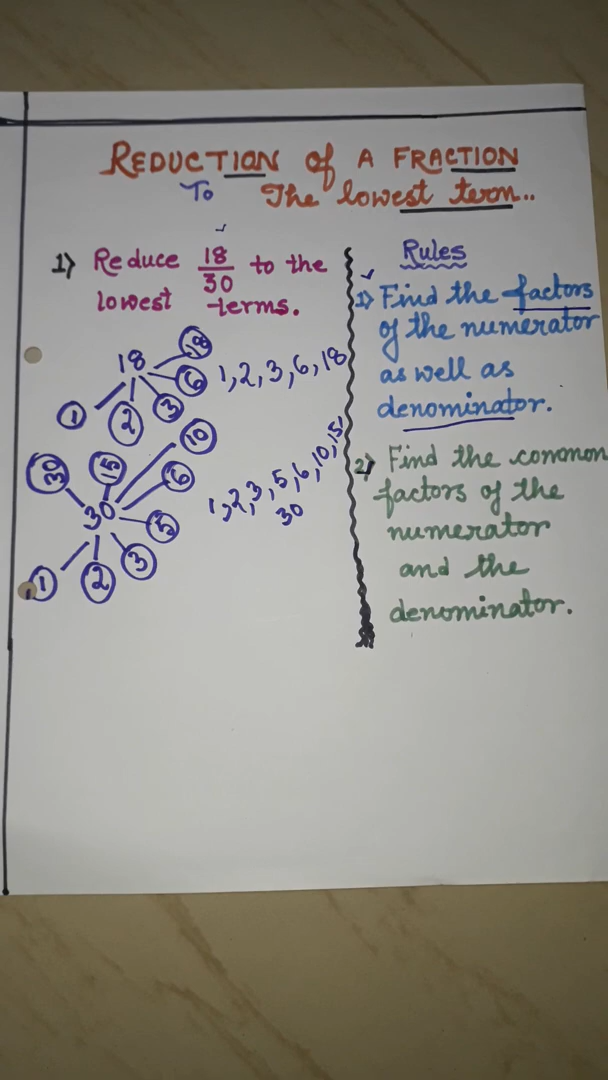 REDUCTION of A FRACTION
To The lowest term..
1) Reduce 18/30 to the
lowest terms.
18
18
6
3
2
1
1, 2, 3, 6, 18
30
15
10
6
30
5
3
2
1
1, 2, 3, 5, 6, 10, 15,
30
Rules
1) Find the factors
of the numerator
as well as
denominator.
2) Find the common
factors of the
numerator
and the
denominator.